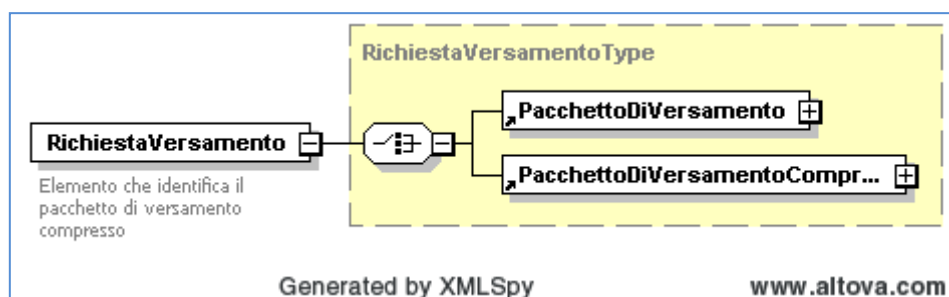 RichiestaVersamentoType
PacchettoDiVersamento
RichiestaVersamento
PacchettoDiVersamentoCompr...
Elemento che identifica il
pacchetto di versamento
compresso
Generated by XMLSpy
www.altova.com